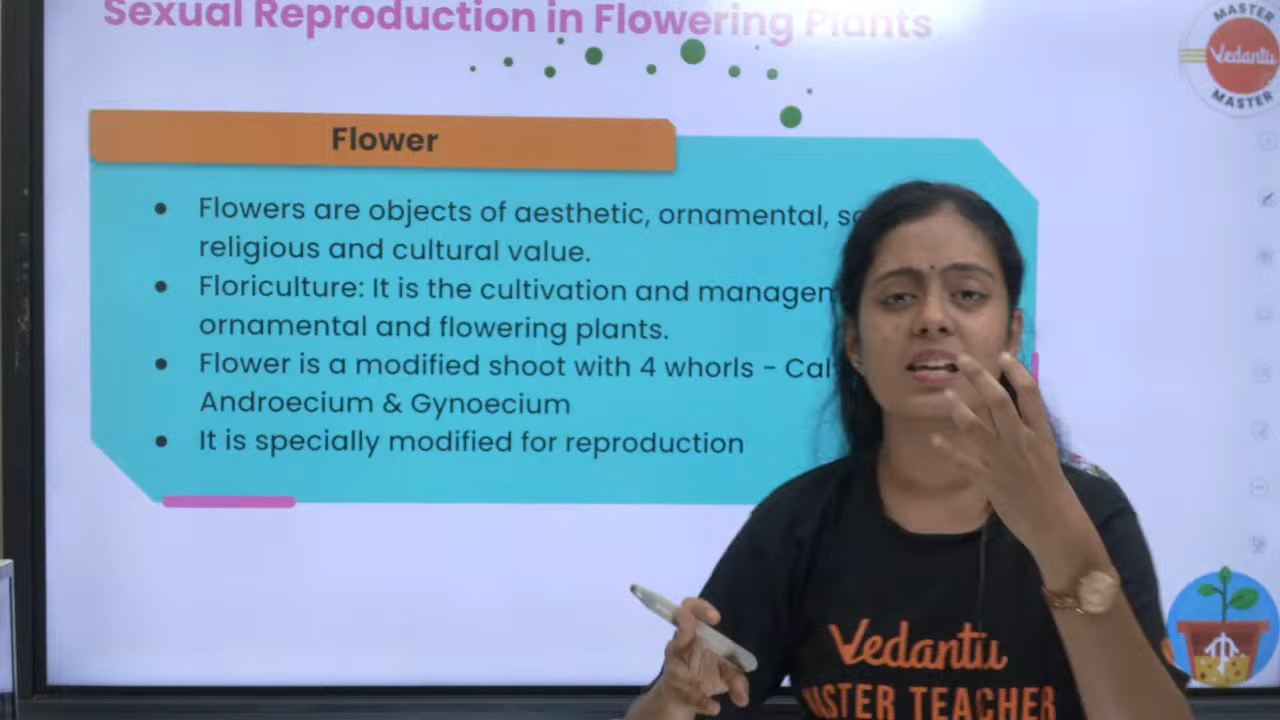 Sexual Reproduction in Flowering Plants
MASTER
Vedantu
MASTER
Flower
• Flowers are objects of aesthetic, ornamental,
religious and cultural value.
• Floriculture: It is the cultivation and
ornamental and flowering plants.
• Flower is a modified shoot with 4 whorls -
Androecium & Gynoecium
• It is specially modified for reproduction
Vedantu
TEACHER